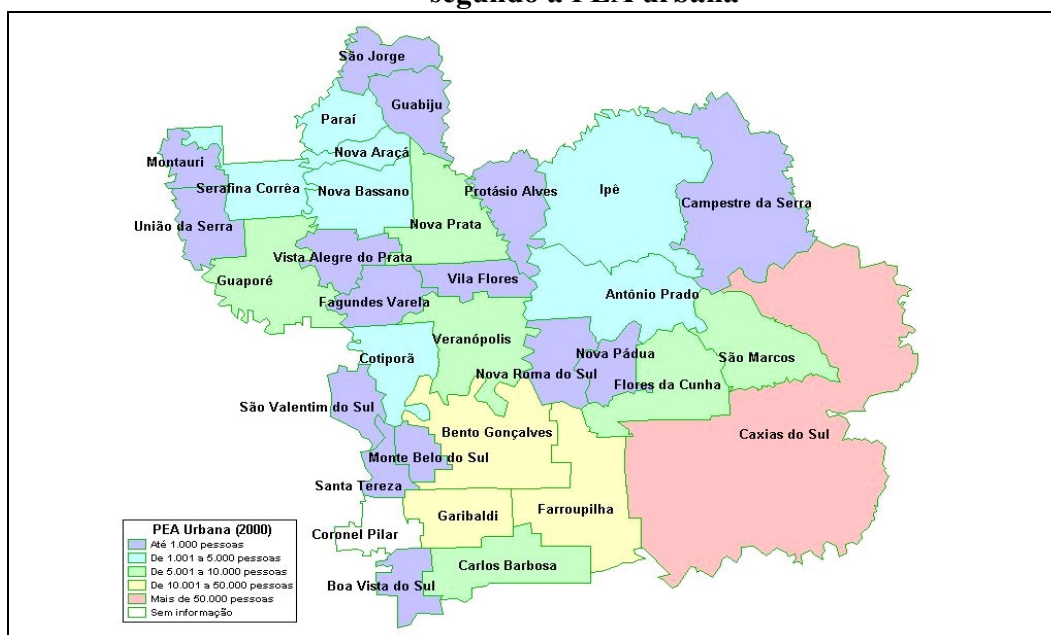 segundo a PEA urbana
São Jorge
Guabiju
Paraí
Nova Araçá
Montauri
Serafina Corrêa
Nova Bassano
Protásio Alves
Ipê
Campestre da Serra
União da Serra
Nova Prata
Vista Alegre do Prata
Guaporé
Vila Flores
Antônio Prado
Fagundes Varela
Veranópolis
Cotiporã
Nova Pádua
São Marcos
Nova Roma do Sul
Flores da Cunha
São Valentim do Sul
Bento Gonçalves
Caxias do Sul
Monte Belo do Sul
Santa Tereza
Garibaldi
Farroupilha
Coronel Pilar
Carlos Barbosa
Boa Vista do Sul
PEA Urbana (2000)
Até 1.000 pessoas
De 1.001 a 5.000 pessoas
De 5.001 a 10.000 pessoas
De 10.001 a 50.000 pessoas
Mais de 50.000 pessoas
Sem informação